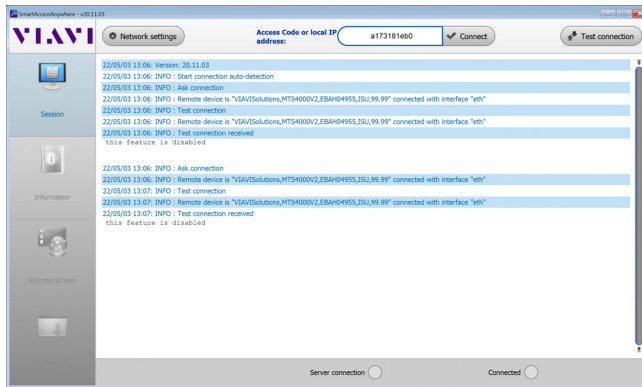 SmartAccessAnywhere - v20.11.03
VIAVI
Network settings
Access Code or local IP address:
a173181eb0
Connect
Test connection
22/05/03 13:06: Version: 20.11.03
22/05/03 13:06: INFO : Start connection auto-detection
22/05/03 13:06: INFO : Ask connection
22/05/03 13:06: INFO : Remote device is "VIAVISolutions,MTS4000V2,EBAH04955,ISU,99.99" connected with interface "eth"
22/05/03 13:06: INFO : Test connection
22/05/03 13:06: INFO : Remote device is "VIAVISolutions,MTS4000V2,EBAH04955,ISU,99.99" connected with interface "eth"
22/05/03 13:06: INFO : Test connection received
this feature is disabled
22/05/03 13:06: INFO : Ask connection
22/05/03 13:06: INFO : Remote device is "VIAVISolutions,MTS4000V2,EBAH04955,ISU,99.99" connected with interface "eth"
22/05/03 13:07: INFO : Test connection
22/05/03 13:07: INFO : Remote device is "VIAVISolutions,MTS4000V2,EBAH04955,ISU,99.99" connected with interface "eth"
22/05/03 13:07: INFO : Test connection received
this feature is disabled
Session
Information
Remote Screen
Server connection
Connected